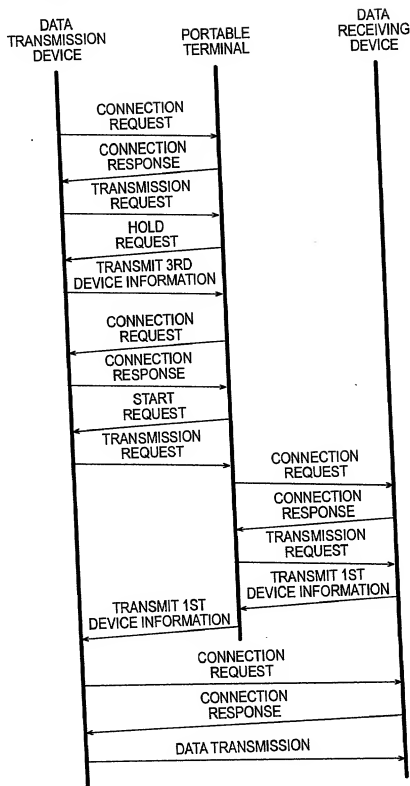 DATA
TRANSMISSION
DEVICE
PORTABLE
TERMINAL
DATA
RECEIVING
DEVICE
CONNECTION
REQUEST
CONNECTION
RESPONSE
TRANSMISSION
REQUEST
HOLD
REQUEST
TRANSMIT 3RD
DEVICE INFORMATION
CONNECTION
REQUEST
CONNECTION
RESPONSE
START
REQUEST
TRANSMISSION
REQUEST
CONNECTION
REQUEST
CONNECTION
RESPONSE
TRANSMISSION
REQUEST
TRANSMIT 1ST
DEVICE INFORMATION
TRANSMIT 1ST
DEVICE INFORMATION
CONNECTION
REQUEST
CONNECTION
RESPONSE
DATA TRANSMISSION